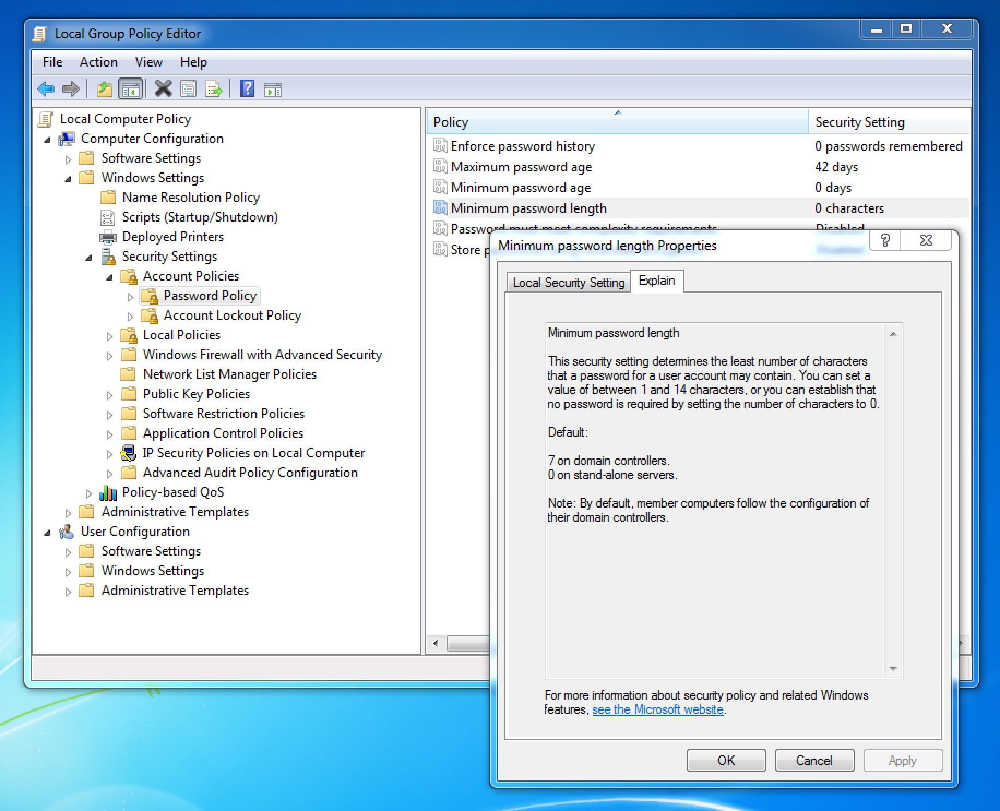 Local Group Policy Editor
File Action View Help
Local Computer Policy
Computer Configuration
Software Settings
Windows Settings
Name Resolution Policy
Scripts (Startup/Shutdown)
Deployed Printers
Security Settings
Account Policies
Password Policy
Account Lockout Policy
Local Policies
Windows Firewall with Advanced Security
Network List Manager Policies
Public Key Policies
Software Restriction Policies
Application Control Policies
IP Security Policies on Local Computer
Advanced Audit Policy Configuration
Policy-based QoS
Administrative Templates
User Configuration
Software Settings
Windows Settings
Administrative Templates
Policy Security Setting
Enforce password history 0 passwords remembered
Maximum password age 42 days
Minimum password age 0 days
Minimum password length 0 characters
Password must meet complexity requirements Disabled
Store p
Minimum password length Properties
Local Security Setting Explain
Minimum password length
This security setting determines the least number of characters
that a password for a user account may contain. You can set a
value of between 1 and 14 characters, or you can establish that
no password is required by setting the number of characters to 0.
Default:
7 on domain controllers.
0 on stand-alone servers.
Note: By default, member computers follow the configuration of
their domain controllers.
For more information about security policy and related Windows
features, see the Microsoft website.
OK Cancel Apply